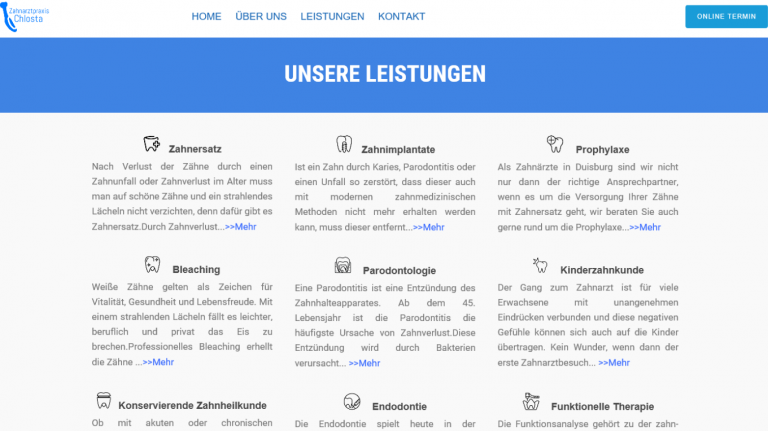 Zahnarztpraxis
Chlosta
HOME ÜBER UNS LEISTUNGEN KONTAKT
ONLINE TERMIN
UNSERE LEISTUNGEN
Zahnersatz
Nach Verlust der Zähne durch einen
Zahnunfall oder Zahnverlust im Alter muss
man auf schöne Zähne und ein strahlendes
Lächeln nicht verzichten, denn dafür gibt es
Zahnersatz.Durch Zahnverlust...>>Mehr
Zahnimplantate
Ist ein Zahn durch Karies, Parodontitis oder
einen Unfall so zerstört, dass dieser auch
mit modernen zahnmedizinischen
Methoden nicht mehr erhalten werden
kann, muss dieser entfernt...>>Mehr
Prophylaxe
Als Zahnärzte in Duisburg sind wir nicht
nur dann der richtige Ansprechpartner,
wenn es um die Versorgung Ihrer Zähne
mit Zahnersatz geht, wir beraten Sie auch
gerne rund um die Prophylaxe...>>Mehr
Bleaching
Weiße Zähne gelten als Zeichen für
Vitalität, Gesundheit und Lebensfreude. Mit
einem strahlenden Lächeln fällt es leichter,
beruflich und privat das Eis zu
brechen.Professionelles Bleaching erhellt
die Zähne ...>>Mehr
Parodontologie
Eine Parodontitis ist eine Entzündung des
Zahnhalteapparates. Ab dem 45.
Lebensjahr ist die Parodontitis die
häufigste Ursache von Zahnverlust.Diese
Entzündung wird durch Bakterien
verursacht... >>Mehr
Kinderzahnkunde
Der Gang zum Zahnarzt ist für viele
Erwachsene mit unangenehmen
Eindrücken verbunden und diese negativen
Gefühle können sich auch auf die Kinder
übertragen. Kein Wunder, wenn dann der
erste Zahnarztbesuch... >>Mehr
Konservierende Zahnheilkunde
Ob mit akuten oder chronischen
Endodontie
Die Endodontie spielt heute in der
Funktionelle Therapie
Die Funktionsanalyse gehört zu der zahn-